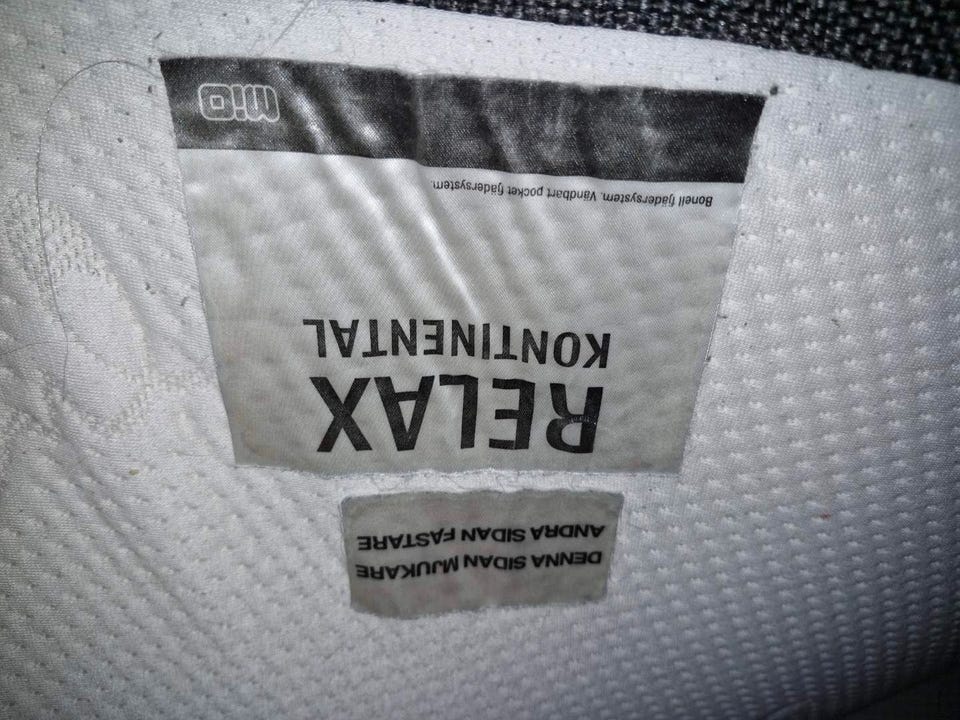 DENNA SIDAN MJUKARE
ANDRA SIDAN FASTARE
RELAX
KONTINENTAL
Bonell fjädersystem. Vändbart pocket fjädersystem.
MiO